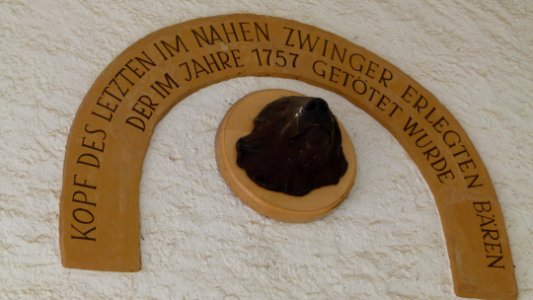 KOPF DES LETZTEN IM NAHEN ZWINGER ERLEGTEN BÄREN
DER IM JAHRE 1757 GETÖTET WURDE